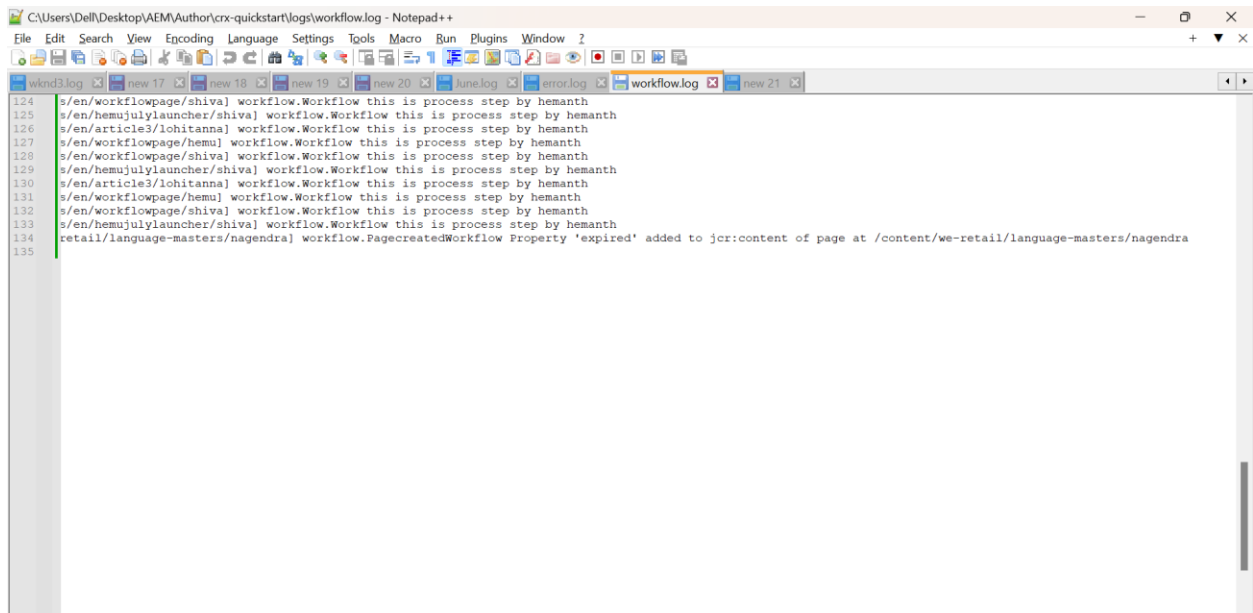 C:\Users\Dell\Desktop\AEM\Author\crx-quickstart\logs\workflow.log - Notepad++
File Edit Search View Encoding Language Settings Tools Macro Run Plugins Window ?
wknd3.log new 17 new 18 new 19 new 20 June.log error.log workflow.log new 21
124 s/en/workflowpage/shiva] workflow.Workflow this is process step by hemanth
125 s/en/hemujulylauncher/shiva] workflow.Workflow this is process step by hemanth
126 s/en/article3/lohitanna] workflow.Workflow this is process step by hemanth
127 s/en/workflowpage/hemu] workflow.Workflow this is process step by hemanth
128 s/en/workflowpage/shiva] workflow.Workflow this is process step by hemanth
129 s/en/hemujulylauncher/shiva] workflow.Workflow this is process step by hemanth
130 s/en/article3/lohitanna] workflow.Workflow this is process step by hemanth
131 s/en/workflowpage/hemu] workflow.Workflow this is process step by hemanth
132 s/en/workflowpage/shiva] workflow.Workflow this is process step by hemanth
133 s/en/hemujulylauncher/shiva] workflow.Workflow this is process step by hemanth
134 retail/language-masters/nagendra] workflow.PagecreatedWorkflow Property 'expired' added to jcr:content of page at /content/we-retail/language-masters/nagendra
135